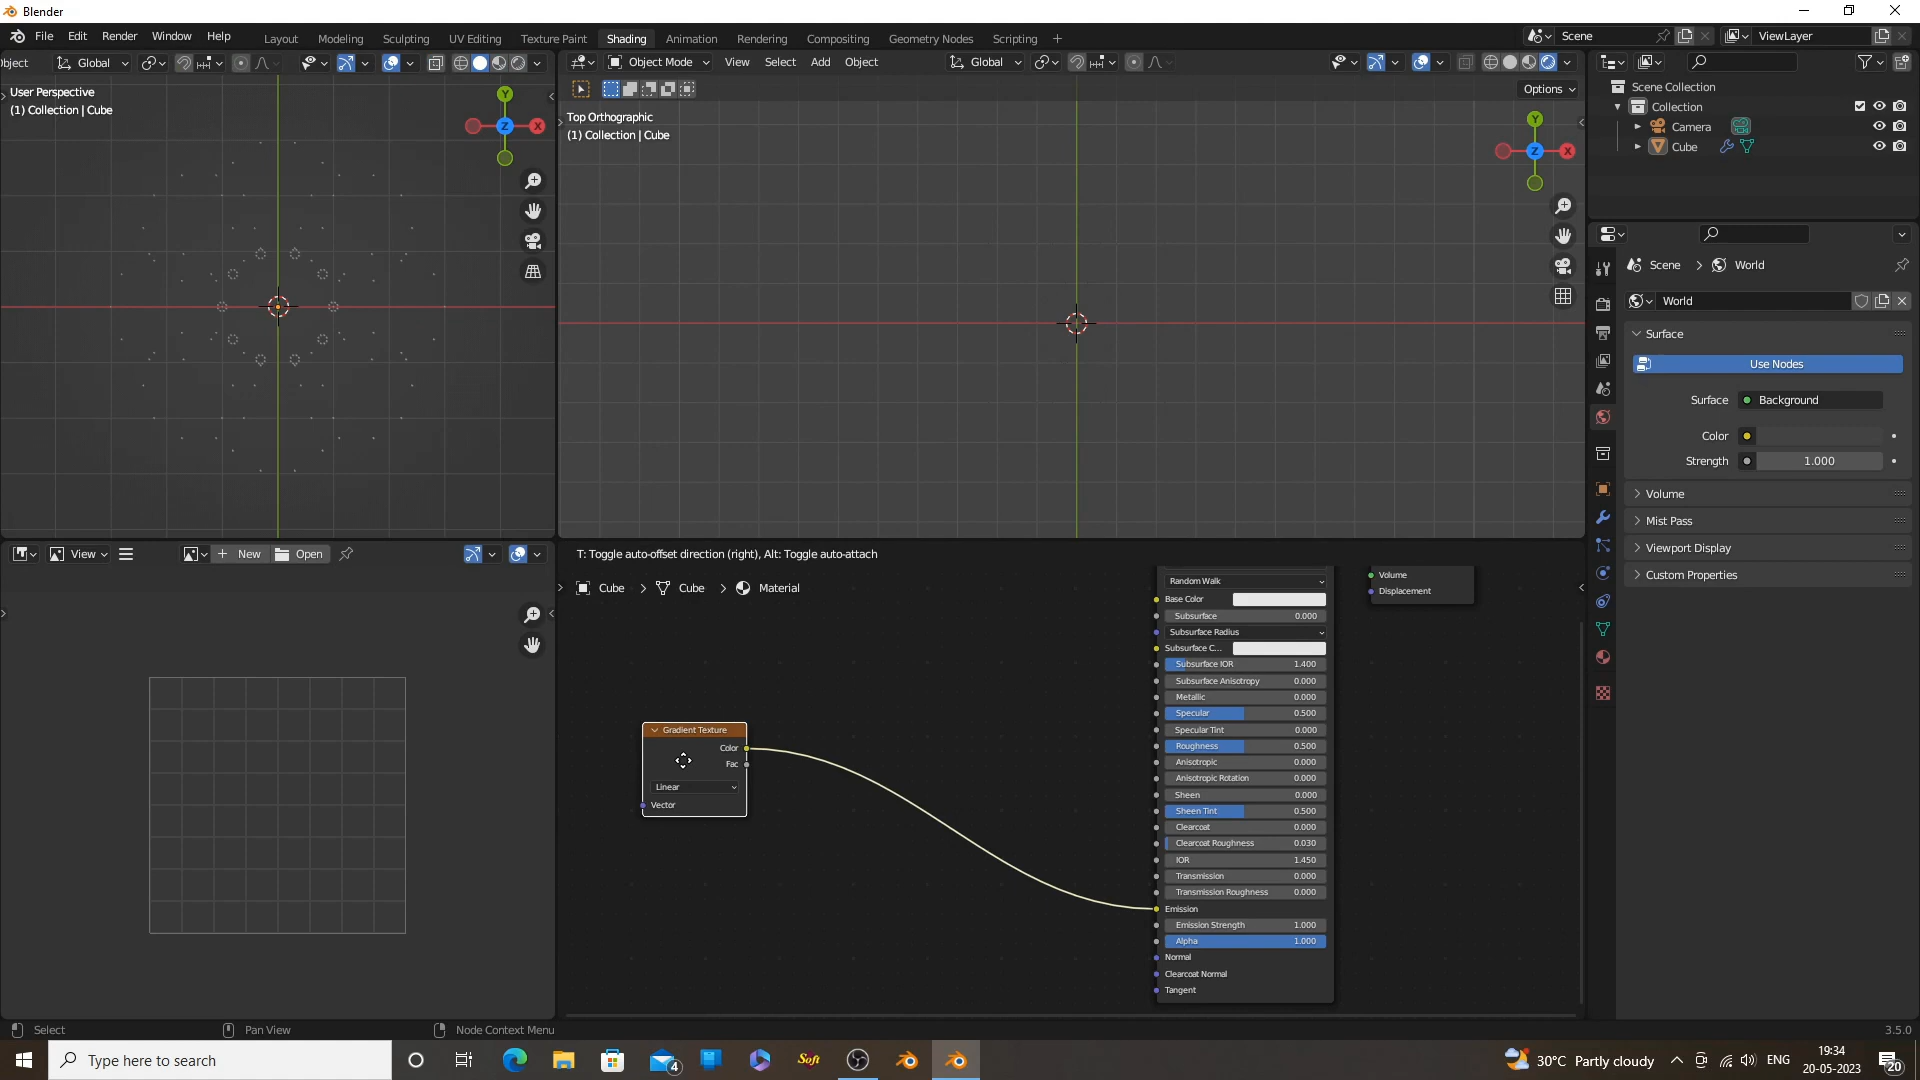 Blender
File Edit Render Window Help Layout Modeling Sculpting UV Editing Texture Paint Shading Animation Rendering Compositing Geometry Nodes Scripting + Scene ViewLayer
bject Global Object Mode View Select Add Object Global
Options
User Perspective
(1) Collection | Cube
Y
X
Z
Top Orthographic
(1) Collection | Cube
Y
X
Z
Scene Collection
Collection
Camera
Cube
Scene > World
World
Surface
Use Nodes
Surface Background
Color
Strength 1.000
Volume
Mist Pass
Viewport Display
Custom Properties
View + New Open
T: Toggle auto-offset direction (right), Alt: Toggle auto-attach
Cube > Cube > Material
Gradient Texture
Color
Fac
Linear
Vector
Random Walk
Base Color
Subsurface 0.000
Subsurface Radius
Subsurface C...
Subsurface IOR 1.400
Subsurface Anisotropy 0.000
Metallic 0.000
Specular 0.500
Specular Tint 0.000
Roughness 0.500
Anisotropic 0.000
Anisotropic Rotation 0.000
Sheen 0.000
Sheen Tint 0.500
Clearcoat 0.000
Clearcoat Roughness 0.030
IOR 1.450
Transmission 0.000
Transmission Roughness 0.000
Emission
Emission Strength 1.000
Alpha 1.000
Normal
Clearcoat Normal
Tangent
Volume
Displacement
Select Pan View Node Context Menu 3.5.0
Type here to search 4 Soft 30°C Partly cloudy ENG 19:34
20-05-2023 20